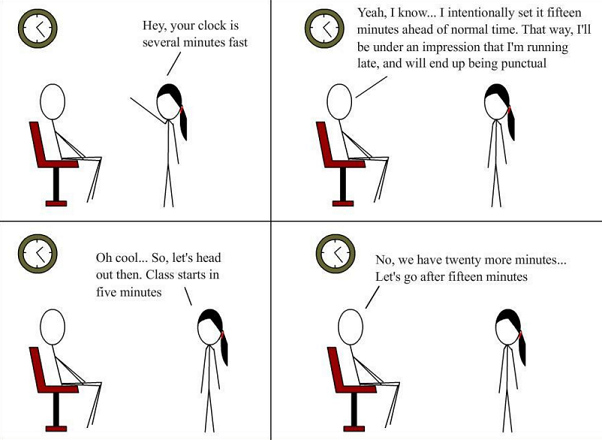 Hey, your clock is
several minutes fast
Yeah, I know... I intentionally set it fifteen
minutes ahead of normal time. That way, I'll
be under an impression that I'm running
late, and will end up being punctual
Oh cool... So, let's head
out then. Class starts in
five minutes
No, we have twenty more minutes...
Let's go after fifteen minutes